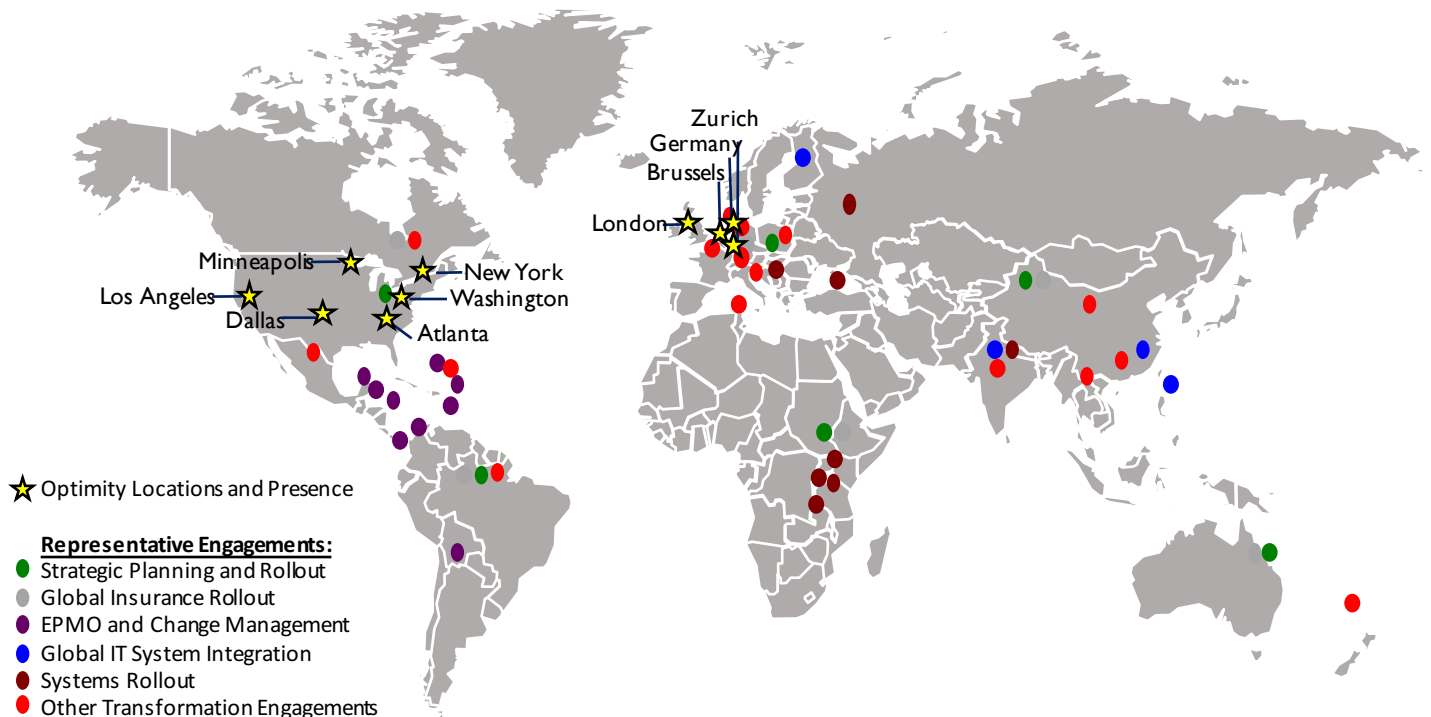 Zurich
Germany
Brussels
London
Minneapolis
New York
Los Angeles
Washington
Dallas
Atlanta
Optimity Locations and Presence
Representative Engagements:
Strategic Planning and Rollout
Global Insurance Rollout
EPMO and Change Management
Global IT System Integration
Systems Rollout
Other Transformation Engagements